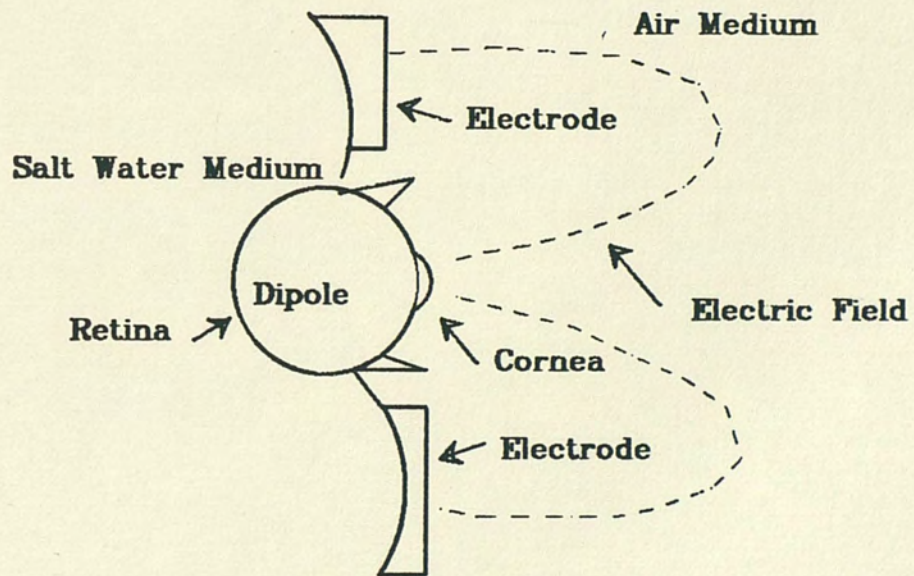 Air Medium
Electrode
Salt Water Medium
Dipole
Electric Field
Retina
Cornea
Electrode